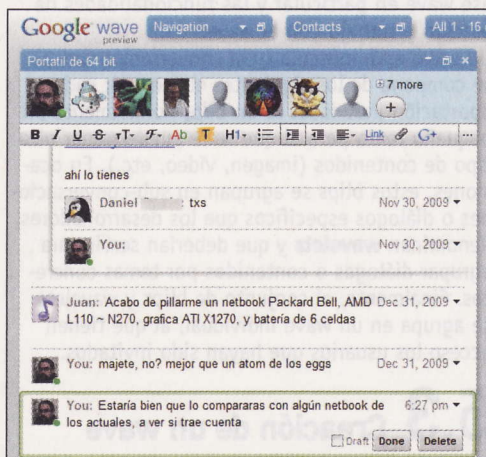 Google wave
preview
Navigation
Contacts
All 1 - 16
Portatil de 64 bit
7 more
B I U S Ab T H1 Link G+ ...
ahí lo tienes
Daniel : txs Nov 30, 2009
You: Nov 30, 2009
Juan: Acabo de pillarme un netbook Packard Bell, AMD Dec 31, 2009
L110 ~ N270, grafica ATI X1270, y batería de 6 celdas
You: majete, no? mejor que un atom de los eggs Dec 31, 2009
You: Estaría bien que lo compararas con algún netbook de 6:27 pm
los actuales, a ver si trae cuenta
Draft Done Delete